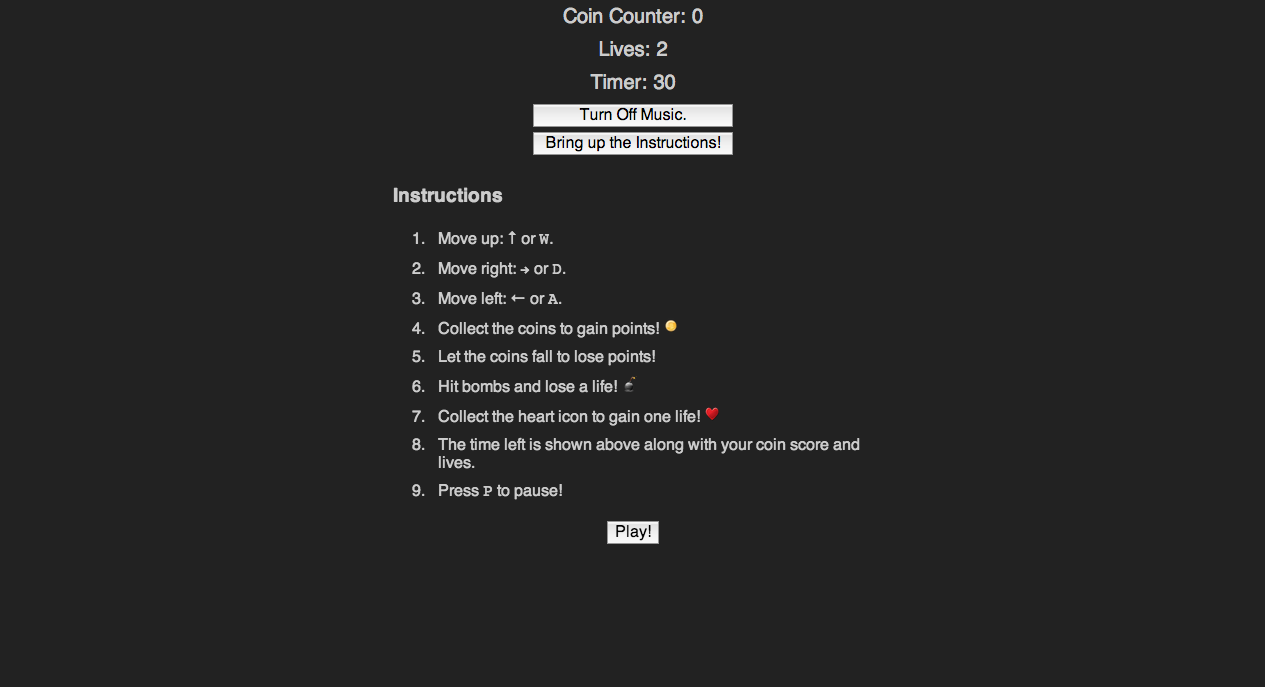 Coin Counter: 0
Lives: 2
Timer: 30
Turn Off Music.
Bring up the Instructions!
Instructions
1. Move up: ↑ or W.
2. Move right: → or D.
3. Move left: ← or A.
4. Collect the coins to gain points!
5. Let the coins fall to lose points!
6. Hit bombs and lose a life!
7. Collect the heart icon to gain one life!
8. The time left is shown above along with your coin score and
lives.
9. Press P to pause!
Play!